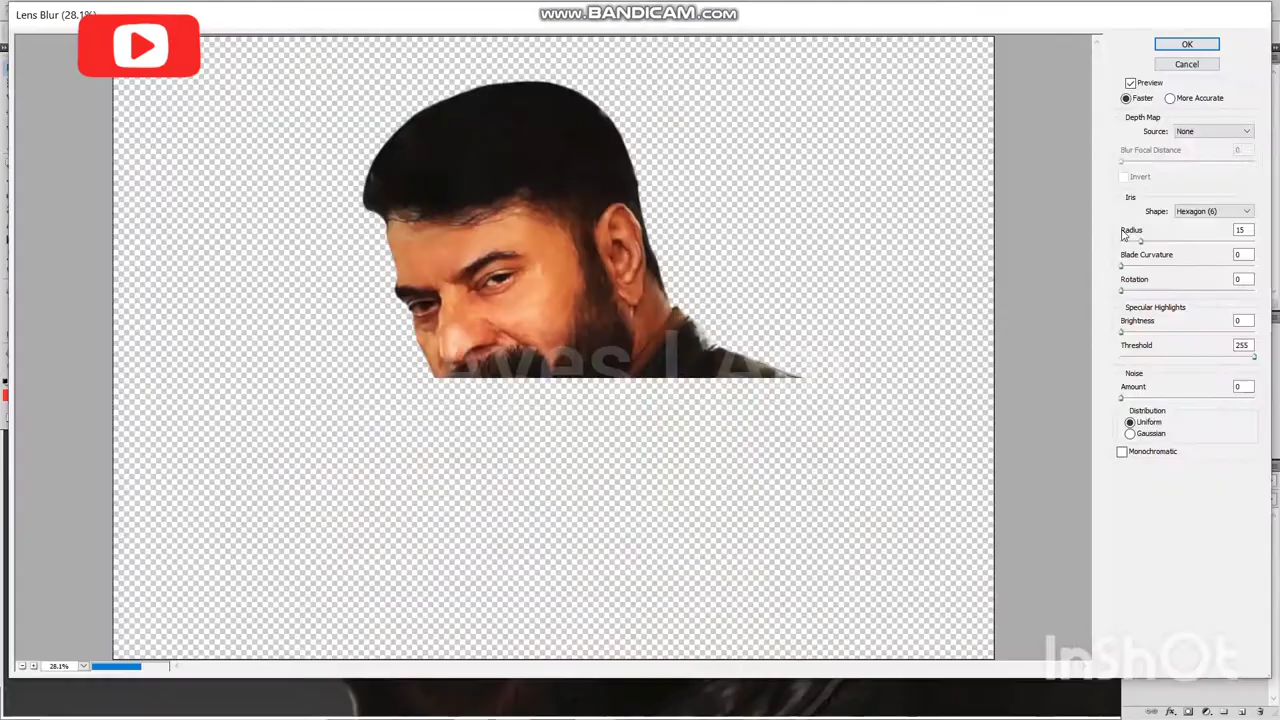 Lens Blur (28.1%)
www.BANDICAM.com
OK
Cancel
Preview
Faster
More Accurate
Depth Map
Source: None
Blur Focal Distance 0
Invert
Iris
Shape: Hexagon (6)
Radius 15
Blade Curvature 0
Rotation 0
Specular Highlights
Brightness 0
Threshold 255
Noise
Amount 0
Distribution
Uniform
Gaussian
Monochromatic
eyes |
28.1%
InShOt